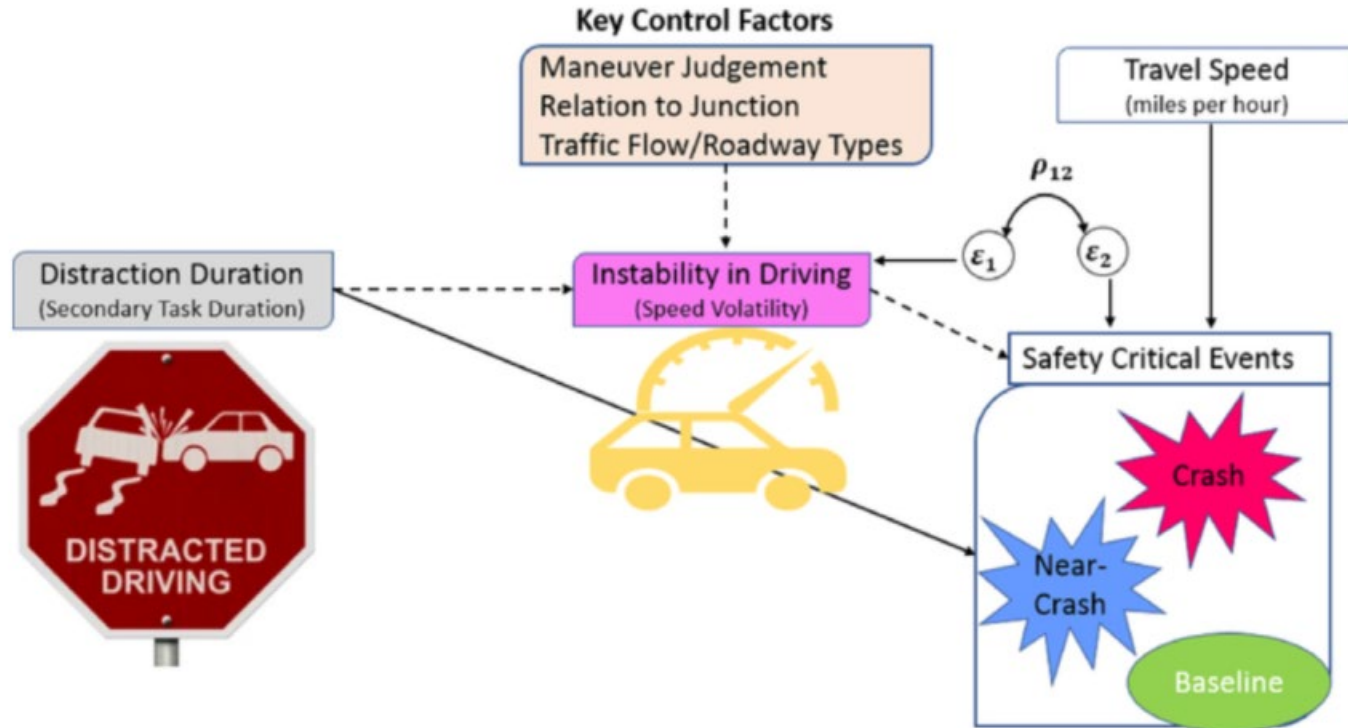 Key Control Factors
Maneuver Judgement
Relation to Junction
Traffic Flow/Roadway Types
Travel Speed
(miles per hour)
ρ₁₂
ε₁
ε₂
Distraction Duration
(Secondary Task Duration)
Instability in Driving
(Speed Volatility)
Safety Critical Events
DISTRACTED
DRIVING
Crash
Near-
Crash
Baseline